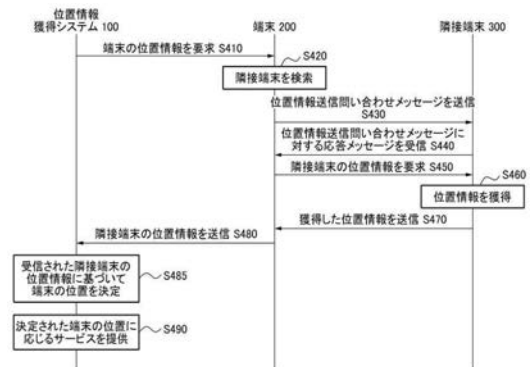 位置情報
獲得システム 100
端末 200
隣接端末 300
端末の位置情報を要求 S410
S420
隣接端末を検索
位置情報送信問い合わせメッセージを送信
S430
位置情報送信問い合わせメッセージに
対する応答メッセージを受信 S440
隣接端末の位置情報を要求 S450
S460
位置情報を獲得
獲得した位置情報を送信 S470
隣接端末の位置情報を送信 S480
受信された隣接端末の
位置情報に基づいて
端末の位置を決定
S485
決定された端末の位置に
応じるサービスを提供
S490